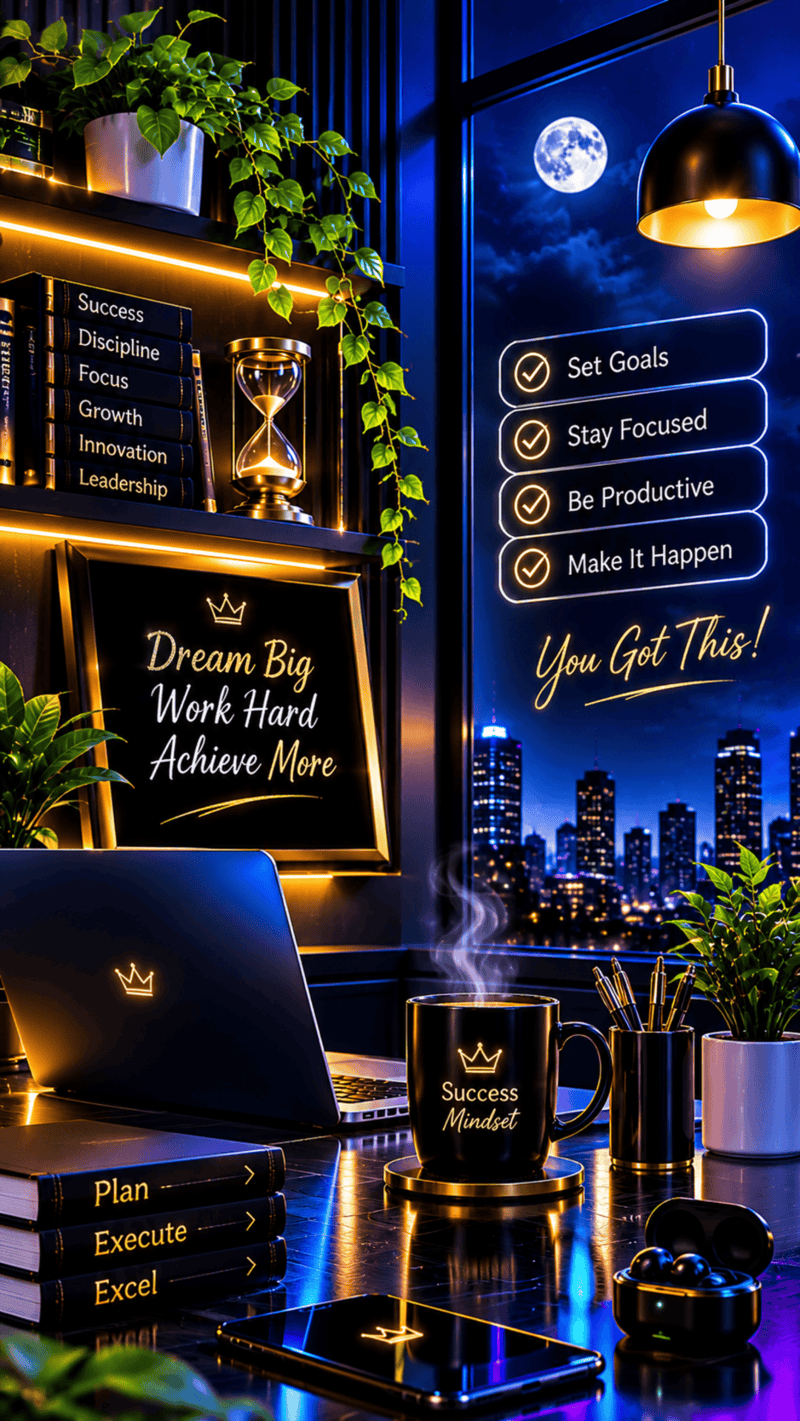 Success
Discipline
Focus
Growth
Innovation
Leadership
Set Goals
Stay Focused
Be Productive
Make It Happen
You Got This!
Dream Big
Work Hard
Achieve More
Success
Mindset
Plan
Execute
Excel